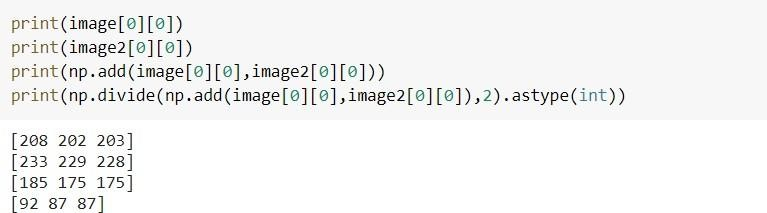 print(image[0][0])
print(image2[0][0])
print(np.add(image[0][0],image2[0][0]))
print(np.divide(np.add(image[0][0],image2[0][0]),2).astype(int))
[208 202 203]
[233 229 228]
[185 175 175]
[92 87 87]